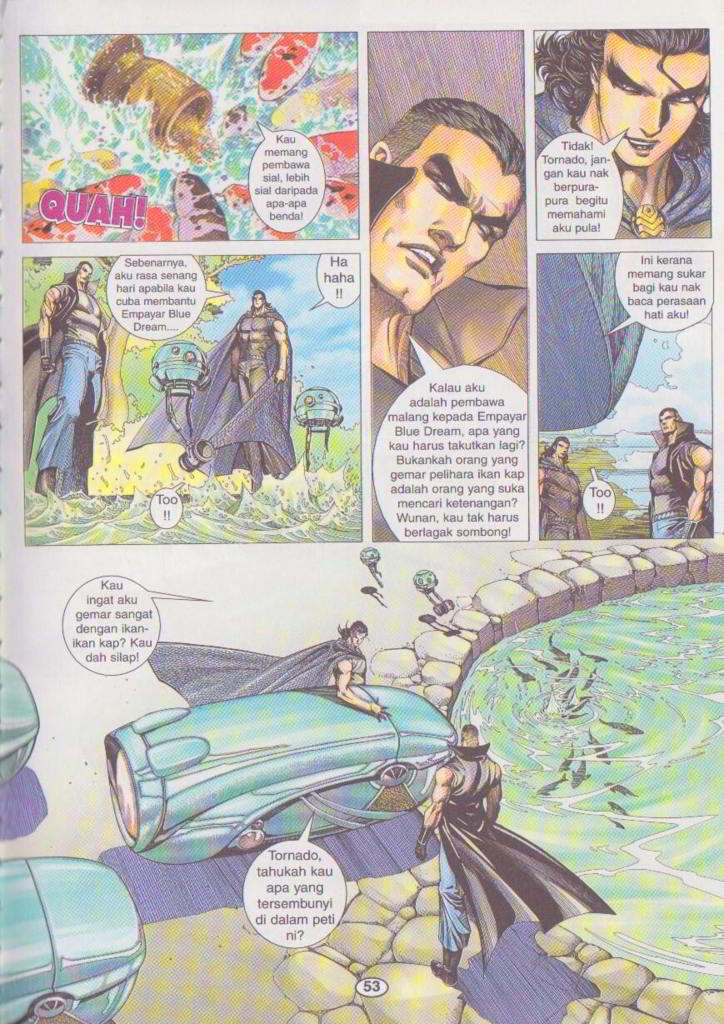 Kau
memang
pembawa
sial, lebih
sial daripada
apa-apa
benda!
QUAH!
Sebenarnya,
aku rasa senang
hari apabila kau
cuba membantu
Empayar Blue
Dream....
Ha
haha
!!
Too
!!
Kalau aku
adalah pembawa
malang kepada Empayar
Blue Dream, apa yang
kau harus takutkan lagi?
Bukankah orang yang
gemar pelihara ikan kap
adalah orang yang suka
mencari ketenangan?
Wunan, kau tak harus
berlagak sombong!
Tidak!
Tornado, jan-
gan kau nak
berpura-
pura begitu
memahami
aku pula!
Ini kerana
memang sukar
bagi kau nak
baca perasaan
hati aku!
Too
!!
Kau
ingat aku
gemar sangat
dengan ikan-
ikan kap? Kau
dah silap!
Tornado,
tahukah kau
apa yang
tersembunyi
di dalam peti
ni?
53